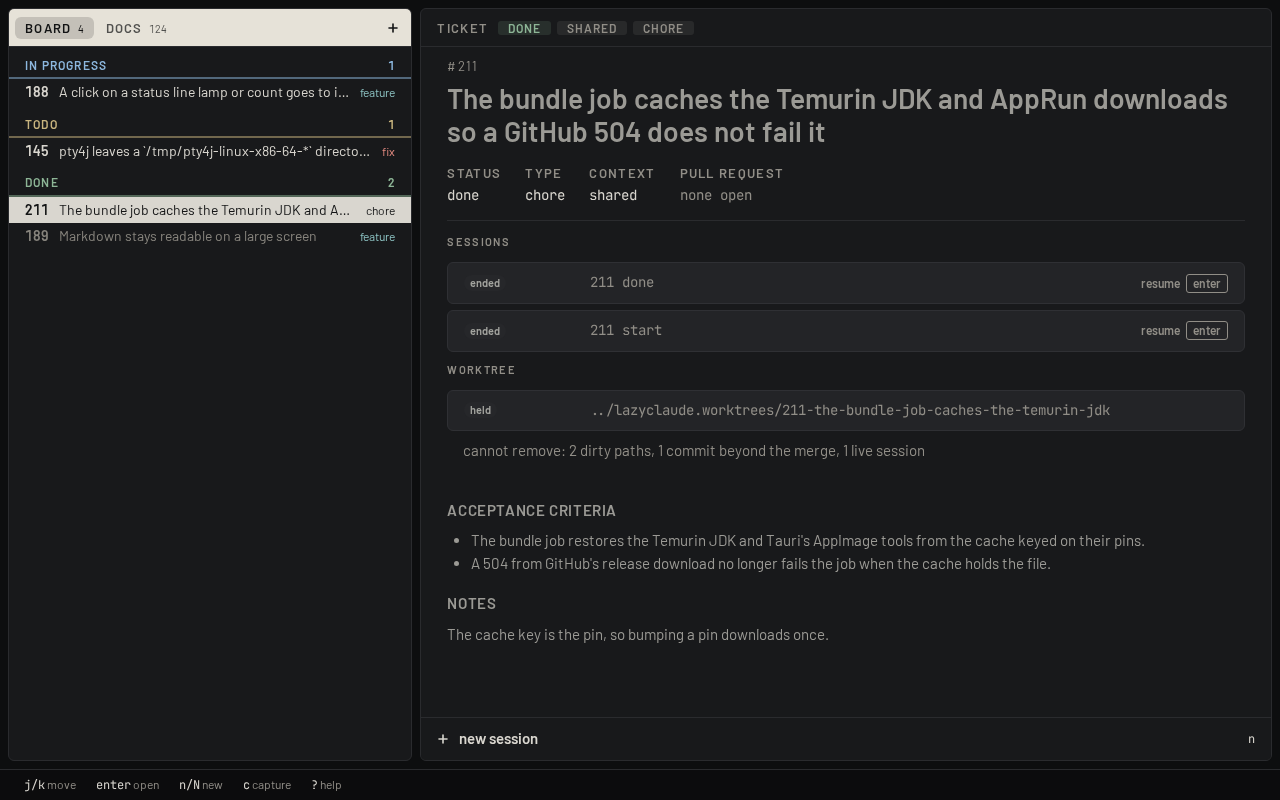 BOARD 4 DOCS 124 +
IN PROGRESS 1
188 A click on a status line lamp or count goes to i... feature
TODO 1
145 pty4j leaves a `/tmp/pty4j-linux-x86-64-*` directo... fix
DONE 2
211 The bundle job caches the Temurin JDK and A... chore
189 Markdown stays readable on a large screen feature
TICKET DONE SHARED CHORE
#211
The bundle job caches the Temurin JDK and AppRun downloads
so a GitHub 504 does not fail it
STATUS TYPE CONTEXT PULL REQUEST
done chore shared none open
SESSIONS
ended 211 done resume enter
ended 211 start resume enter
WORKTREE
held ../lazyclaude.worktrees/211-the-bundle-job-caches-the-temurin-jdk
cannot remove: 2 dirty paths, 1 commit beyond the merge, 1 live session
ACCEPTANCE CRITERIA
• The bundle job restores the Temurin JDK and Tauri's AppImage tools from the cache keyed on their pins.
• A 504 from GitHub's release download no longer fails the job when the cache holds the file.
NOTES
The cache key is the pin, so bumping a pin downloads once.
+ new session n
j/k move enter open n/N new c capture ? help